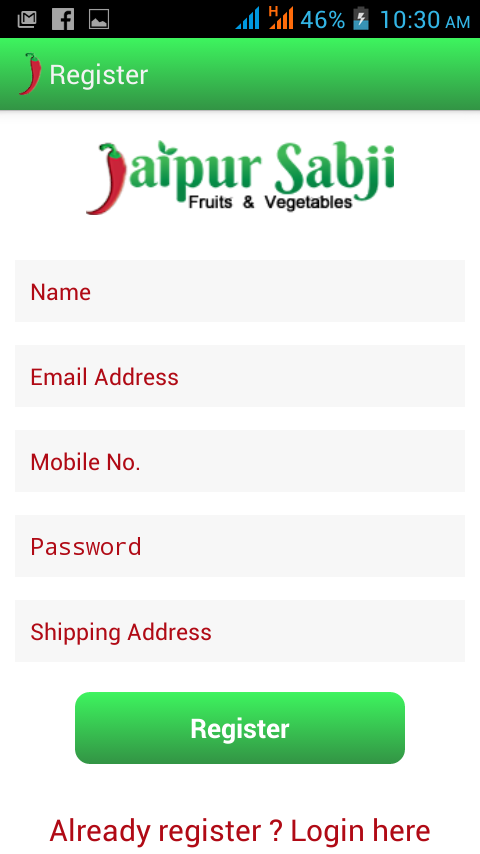 H 46% 10:30 AM
Register
Jaipur Sabji
Fruits & Vegetables
Name
Email Address
Mobile No.
Password
Shipping Address
Register
Already register ? Login here